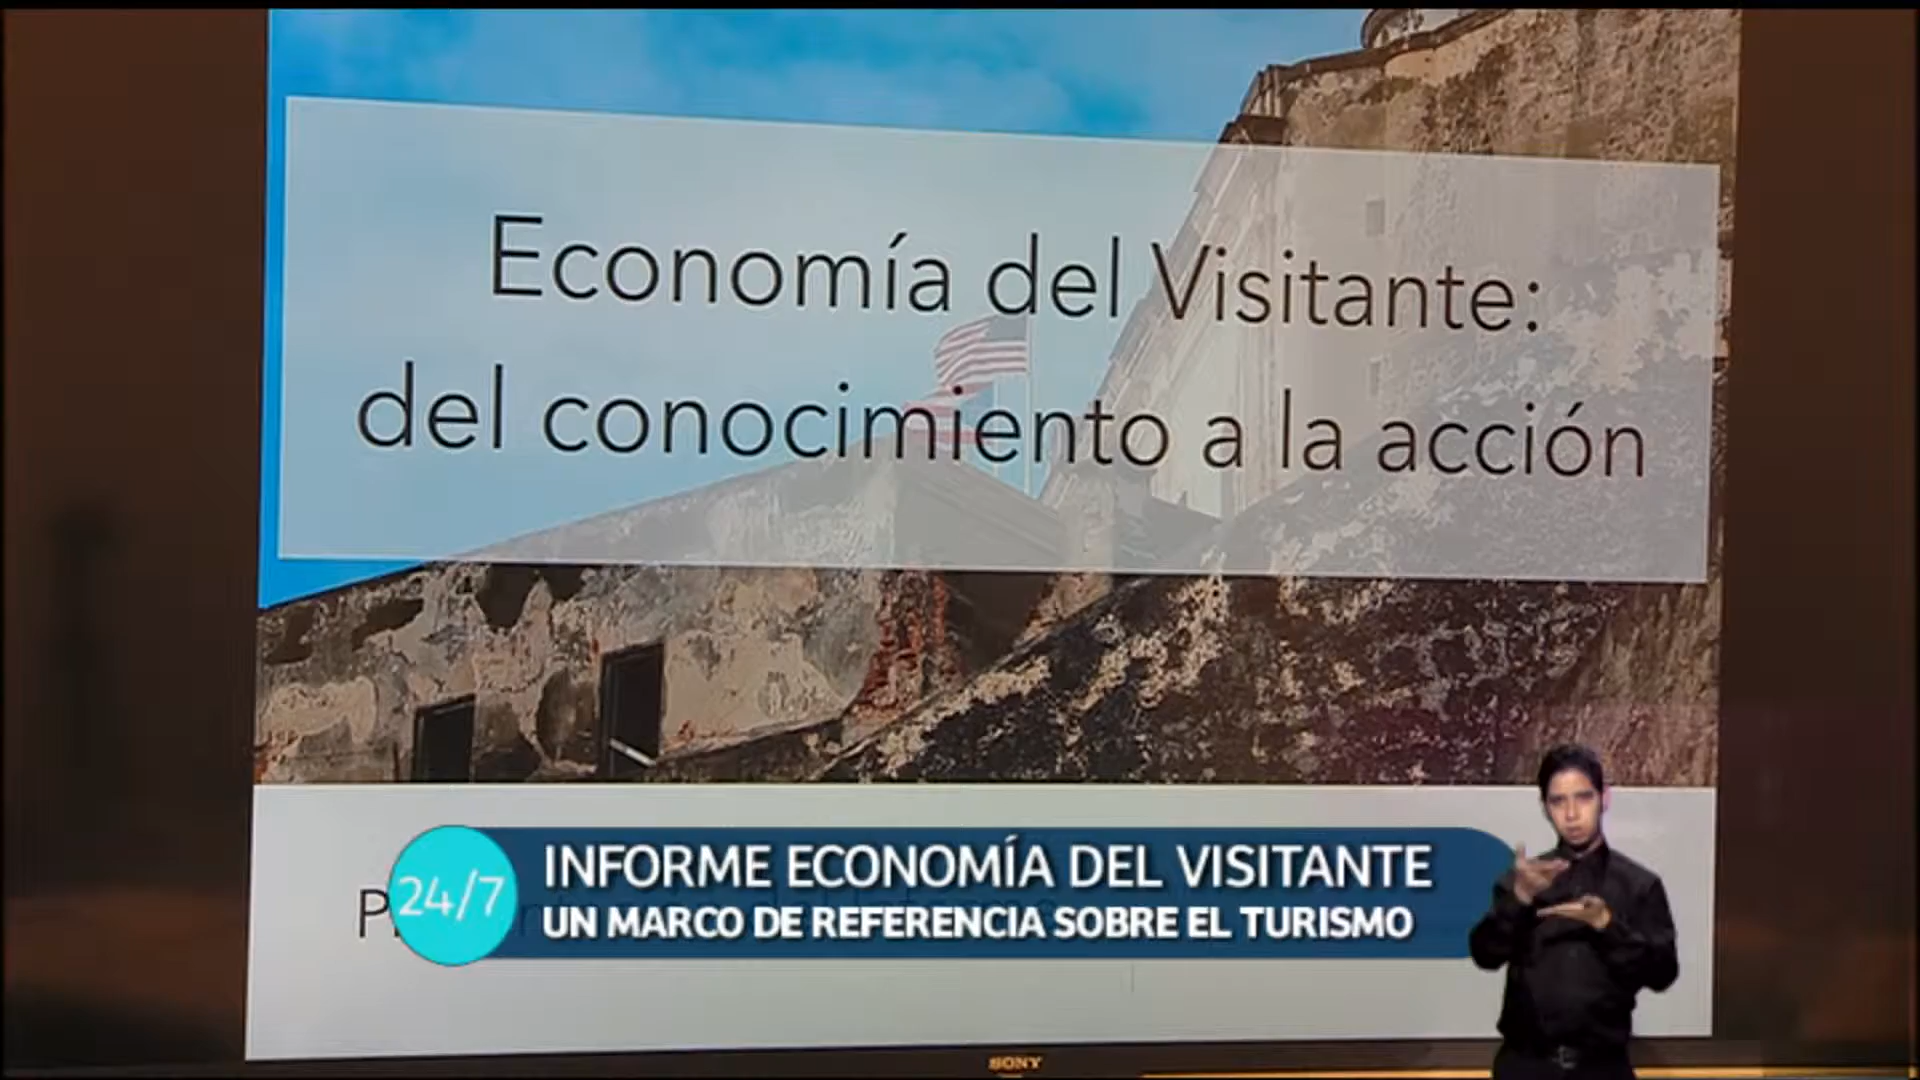 Economía del Visitante:
del conocimiento a la acción
24/7
INFORME ECONOMÍA DEL VISITANTE
UN MARCO DE REFERENCIA SOBRE EL TURISMO
SONY